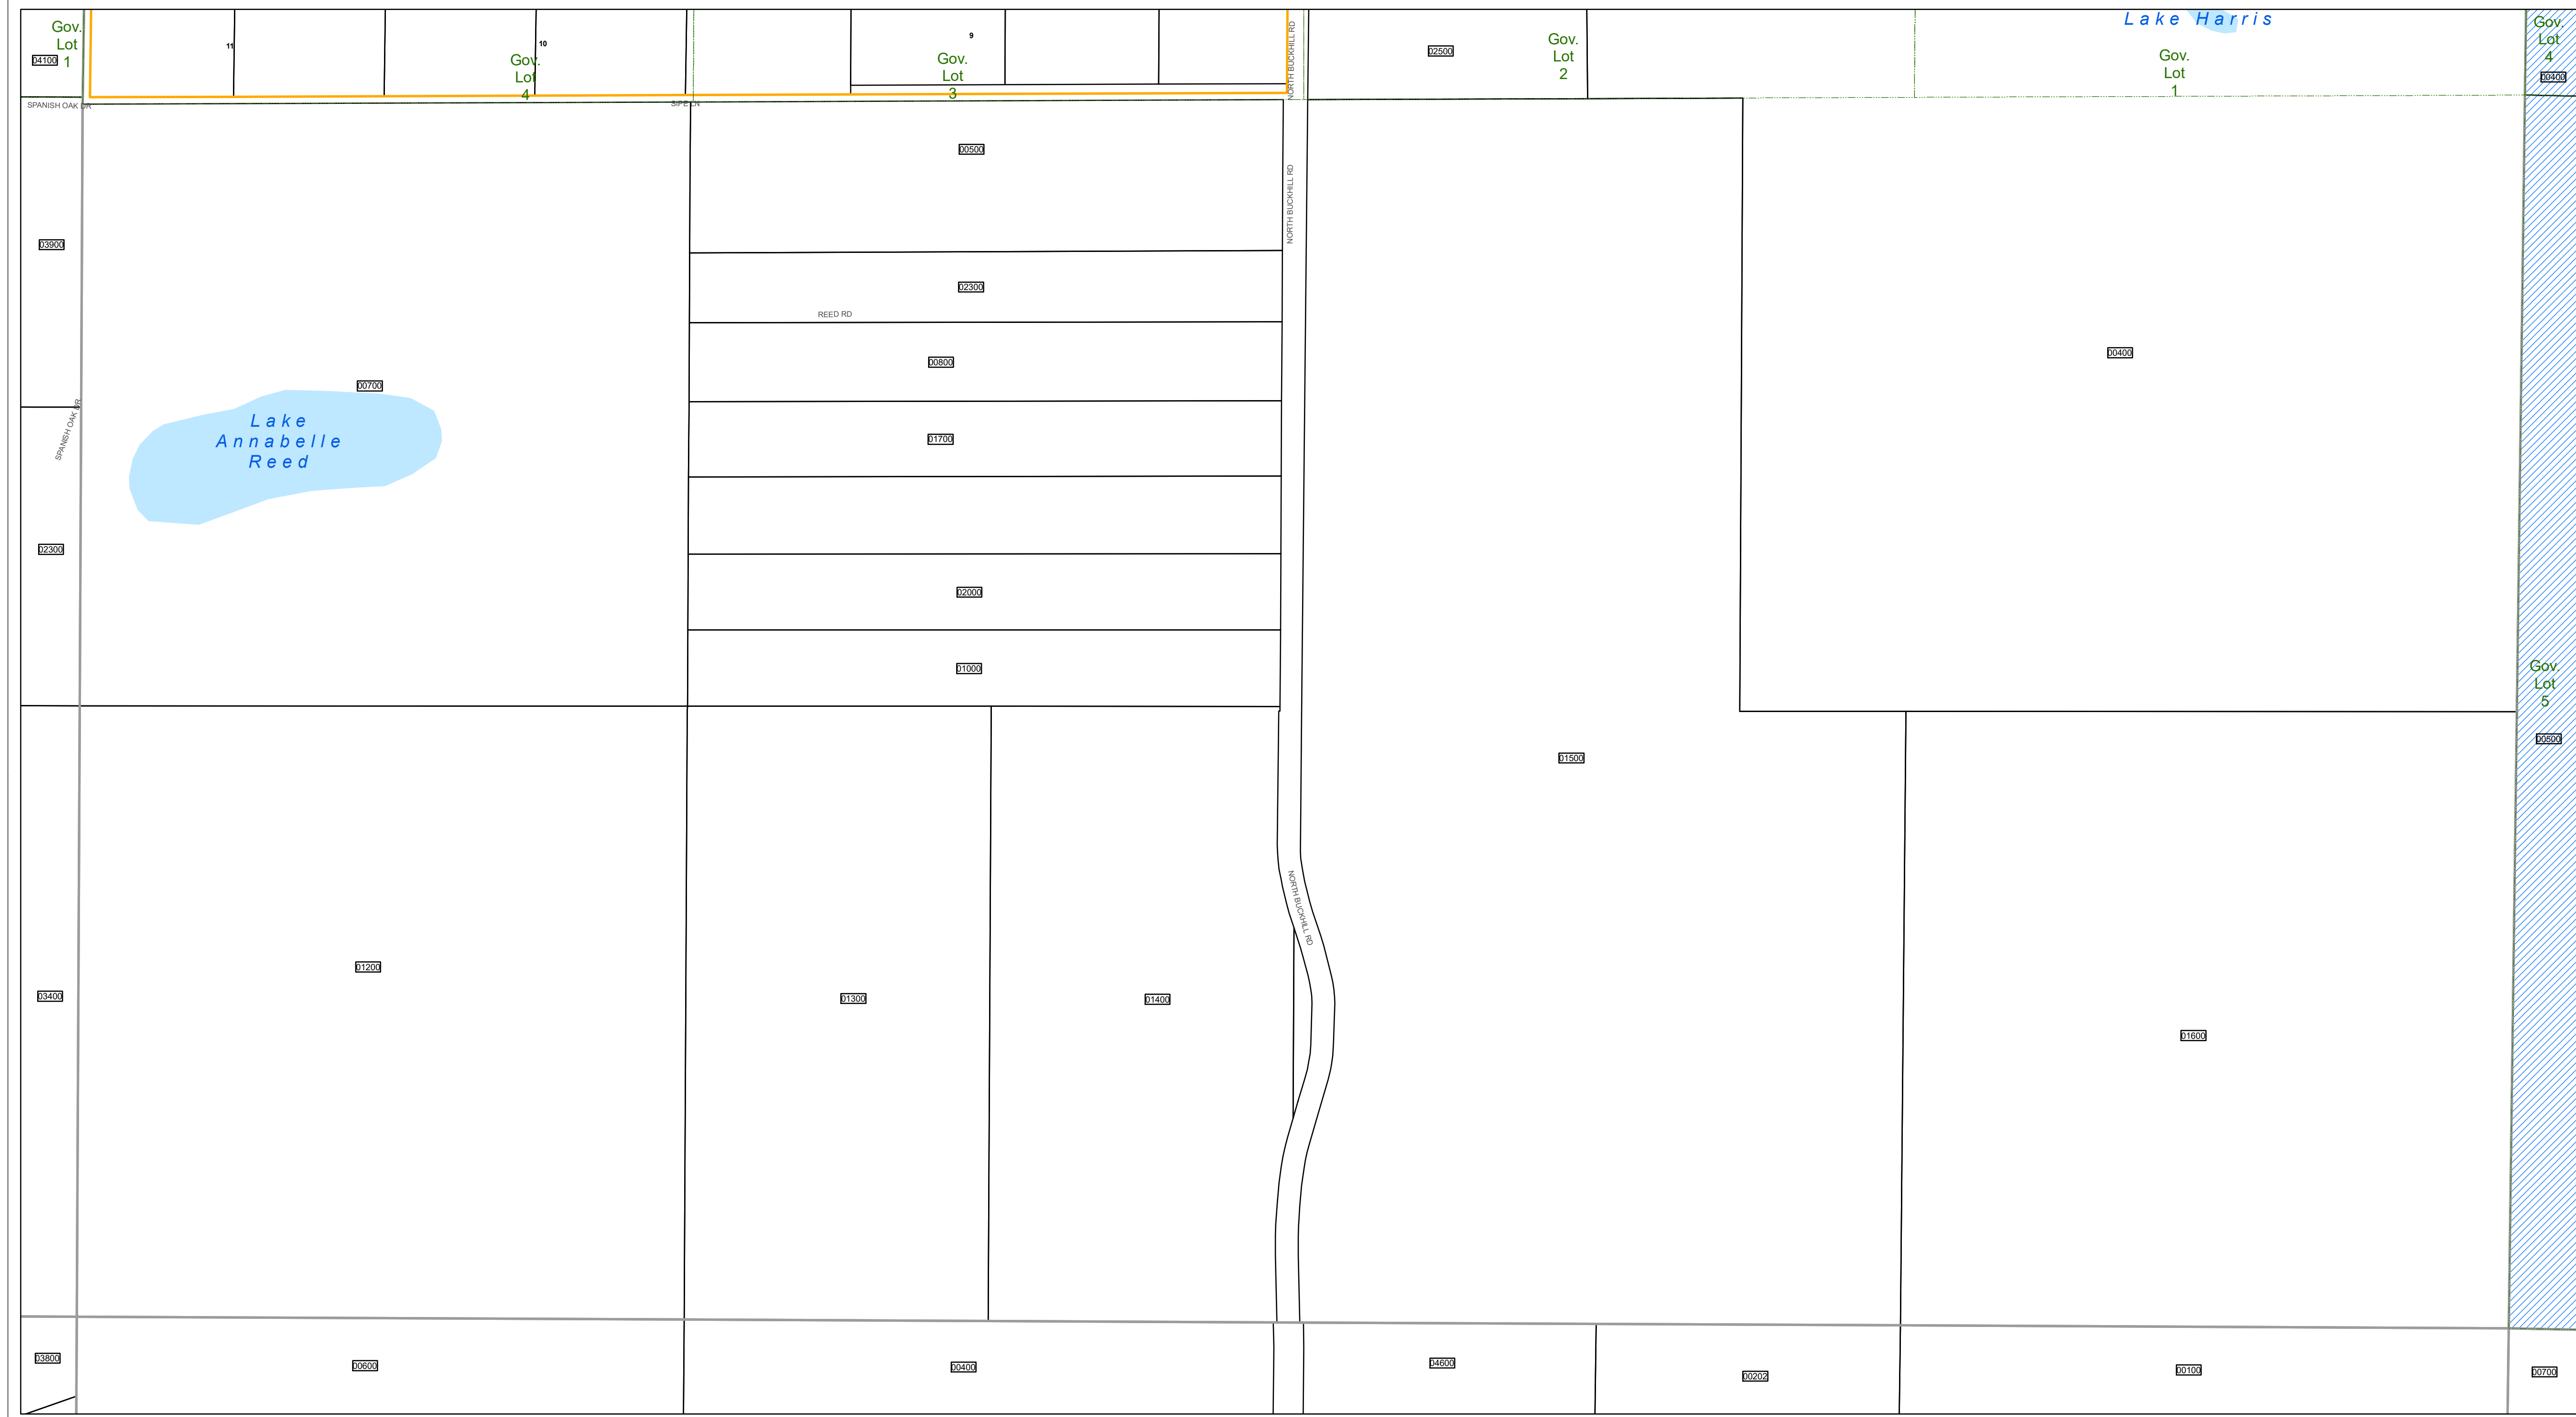 Gov.
Lot
1
04100
11
10
Gov.
Lot
4
9
Gov.
Lot
3
NORTH BUCKHILL RD
02500
Gov.
Lot
2
Lake Harris
Gov.
Lot
1
Gov.
Lot
4
00400
SPANISH OAK DR
SIPE LN
00500
NORTH BUCKHILL RD
03900
02300
REED RD
00800
00400
00700
Lake
Annabelle
Reed
SPANISH OAK DR
01700
02300
02000
01000
Gov.
Lot
5
00500
01500
NORTH BUCKHILL RD
01200
03400
01300
01400
01600
03800
00600
00400
04600
00202
00100
00700